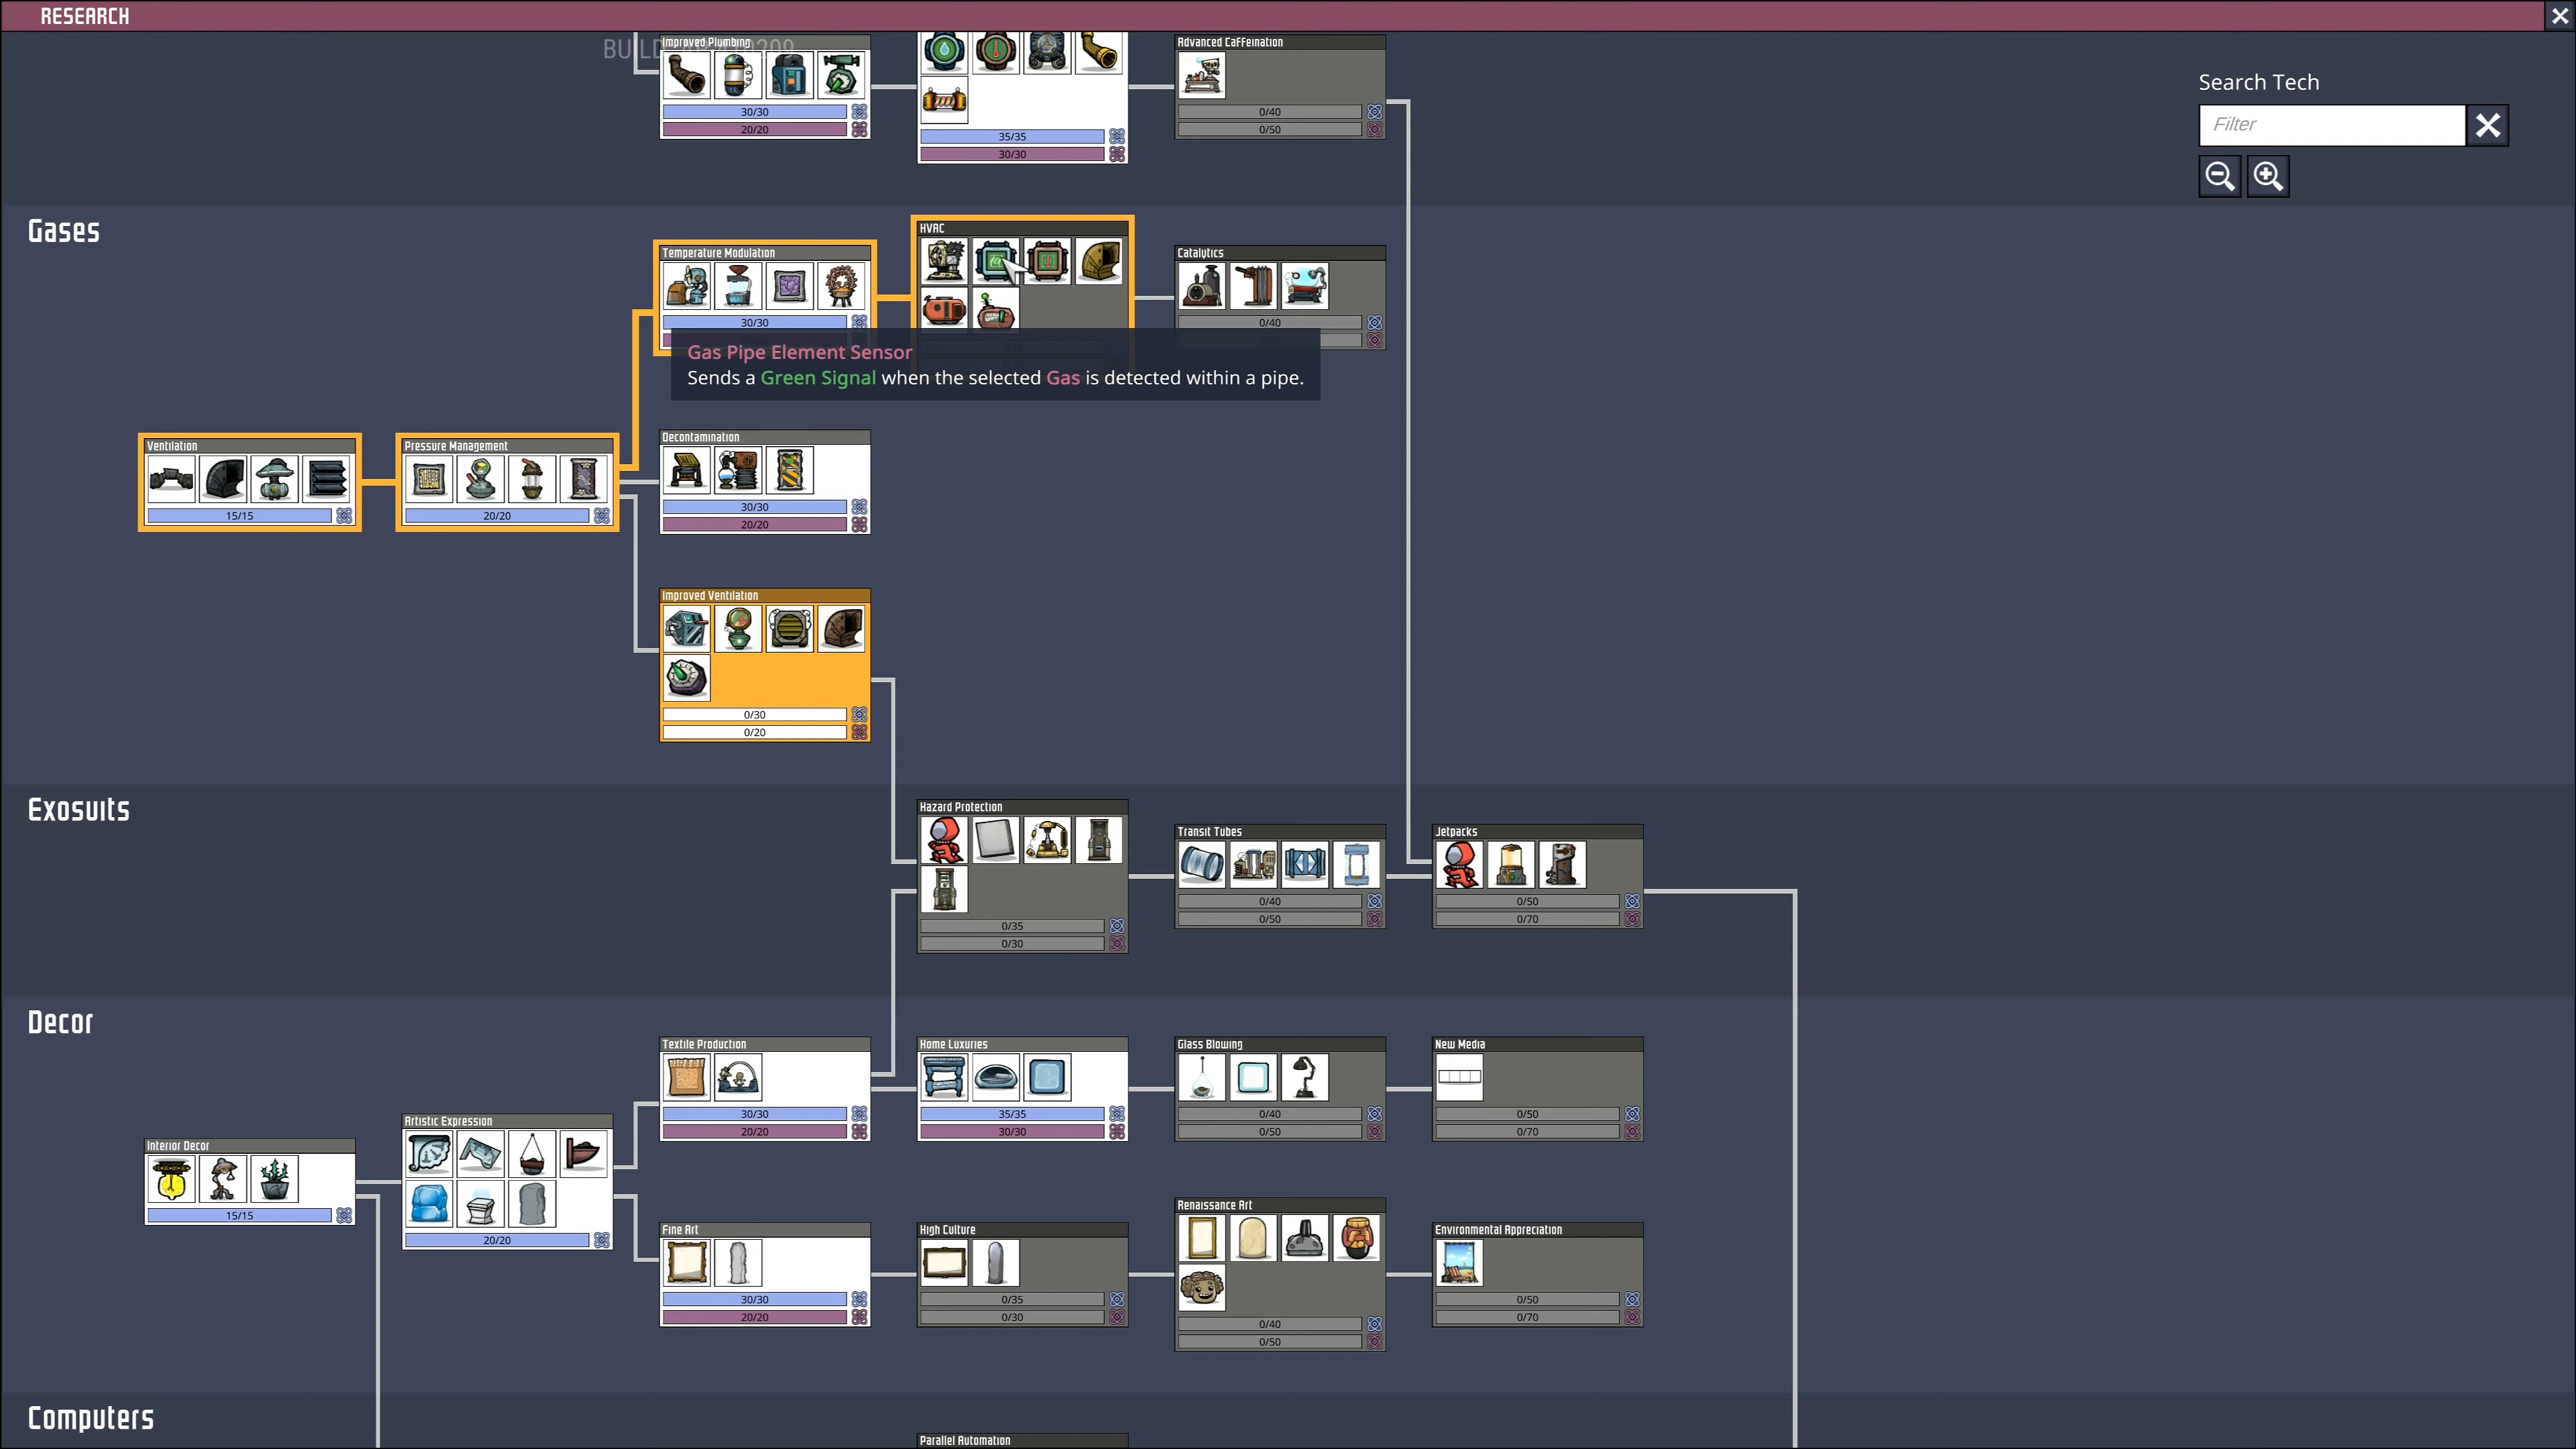 RESEARCH
Improved Plumbing
Advanced Caffeination
Search Tech
Filter
30/30
20/20
35/35
30/30
0/40
0/50
Gases
Temperature Modulation
HVAC
Catalytics
30/30
0/40
Gas Pipe Element Sensor
Sends a Green Signal when the selected Gas is detected within a pipe.
Ventilation
Pressure Management
Decontamination
15/15
20/20
30/30
20/20
Improved Ventilation
0/30
0/20
Exosuits
Hazard Protection
Transit Tubes
Jetpacks
0/35
0/30
0/40
0/50
0/50
0/70
Decor
Textile Production
Home Luxuries
Glass Blowing
New Media
30/30
20/20
35/35
30/30
0/40
0/50
0/50
0/70
Interior Decor
Artistic Expression
15/15
20/20
Fine Art
High Culture
Renaissance Art
Environmental Appreciation
30/30
20/20
0/35
0/30
0/40
0/50
0/50
0/70
Computers
Parallel Automation